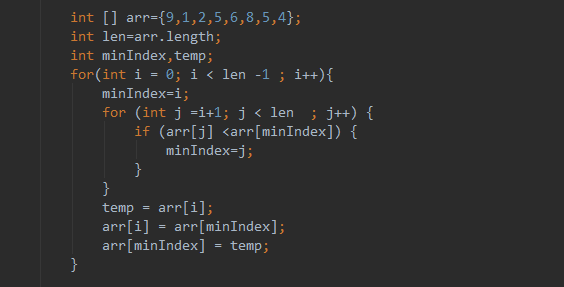 int [] arr={9,1,2,5,6,8,5,4};
int len=arr.length;
int minIndex,temp;
for(int i = 0; i < len -1 ; i++){
minIndex=i;
for (int j =i+1; j < len  ; j++) {
if (arr[j] <arr[minIndex]) {
minIndex=j;
}
}
temp = arr[i];
arr[i] = arr[minIndex];
arr[minIndex] = temp;
}